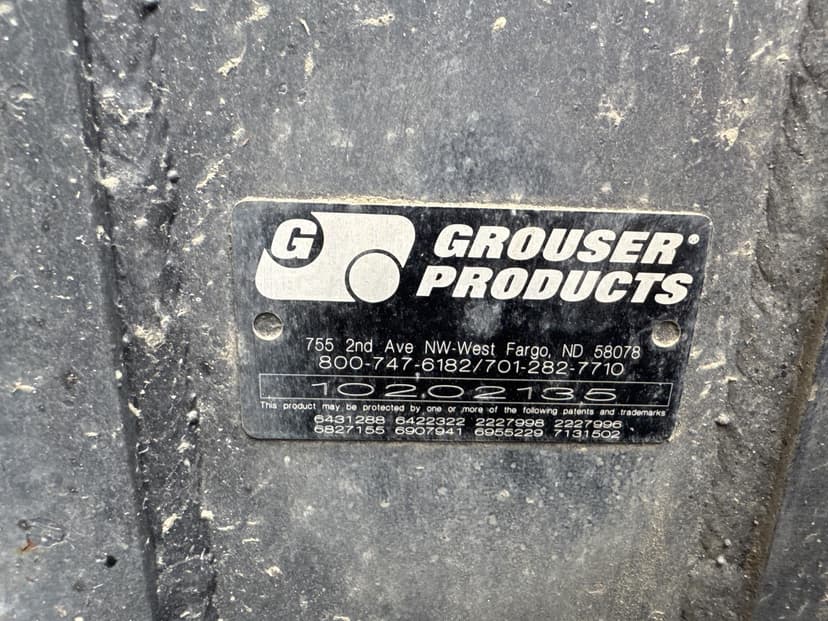 G
GROUSER®
PRODUCTS
755 2nd Ave NW-West Fargo, ND 58078
800-747-6182/701-282-7710
102.02135
This product may be protected by one or more of the following patents and trademarks
6431288 6422322 2227998 2227996
6827155 6907941 6955229 7131502